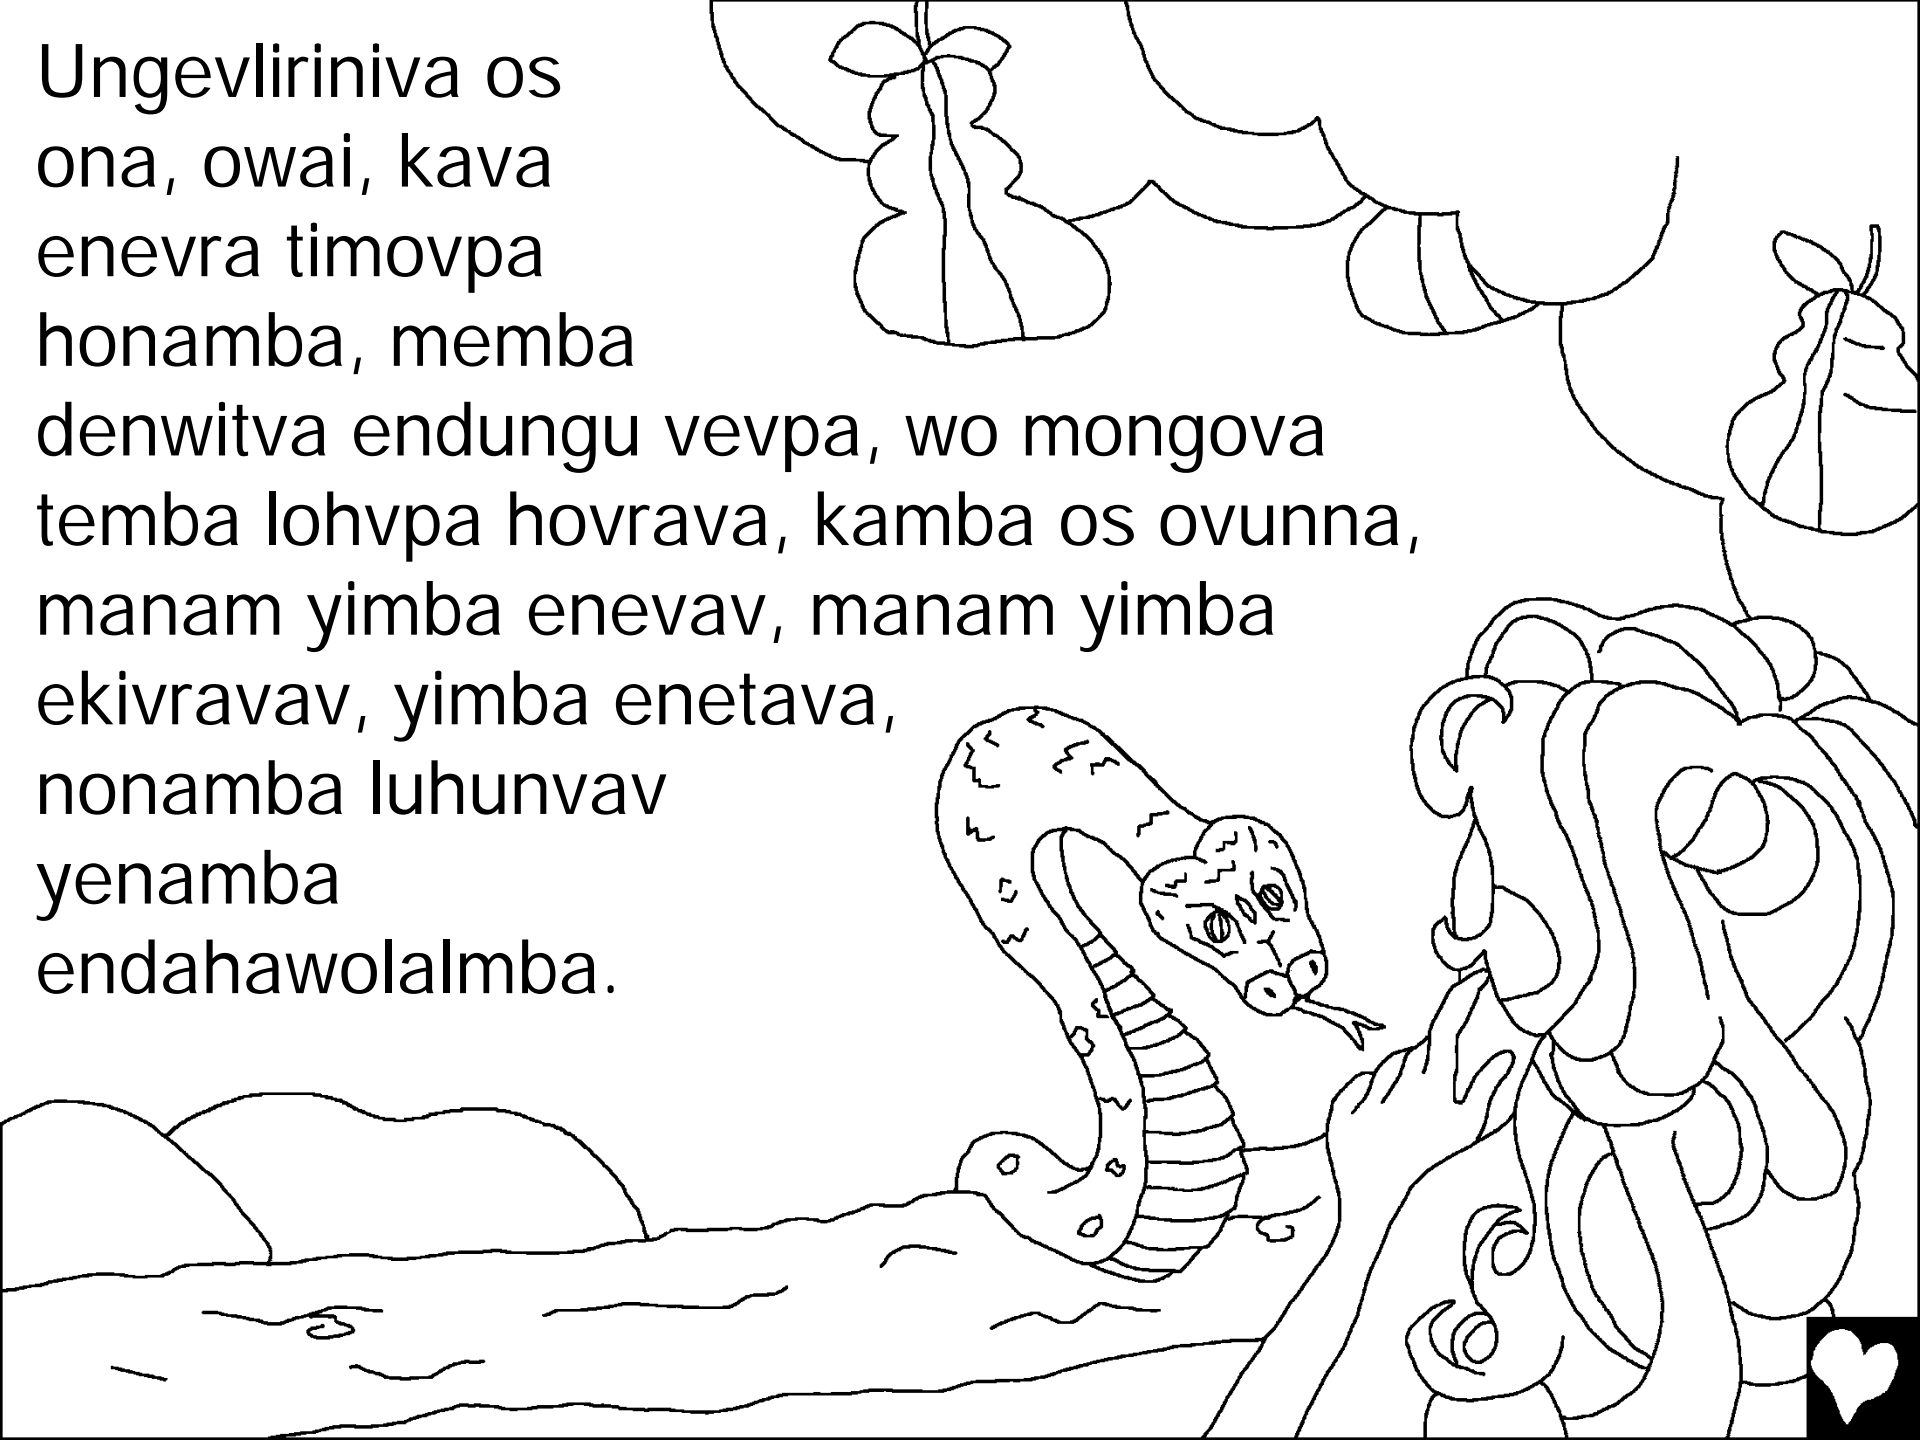 Ungevliriniva os
ona, owai, kava
enevra timovpa
honamba, memba
denwitva endungu vevpa, wo mongova
temba lohvpa hovrava, kamba os ovunna,
manam yimba enevav, manam yimba
ekivravav, yimba enetava,
nonamba luhunvav
yenamba
endahawolalmba.